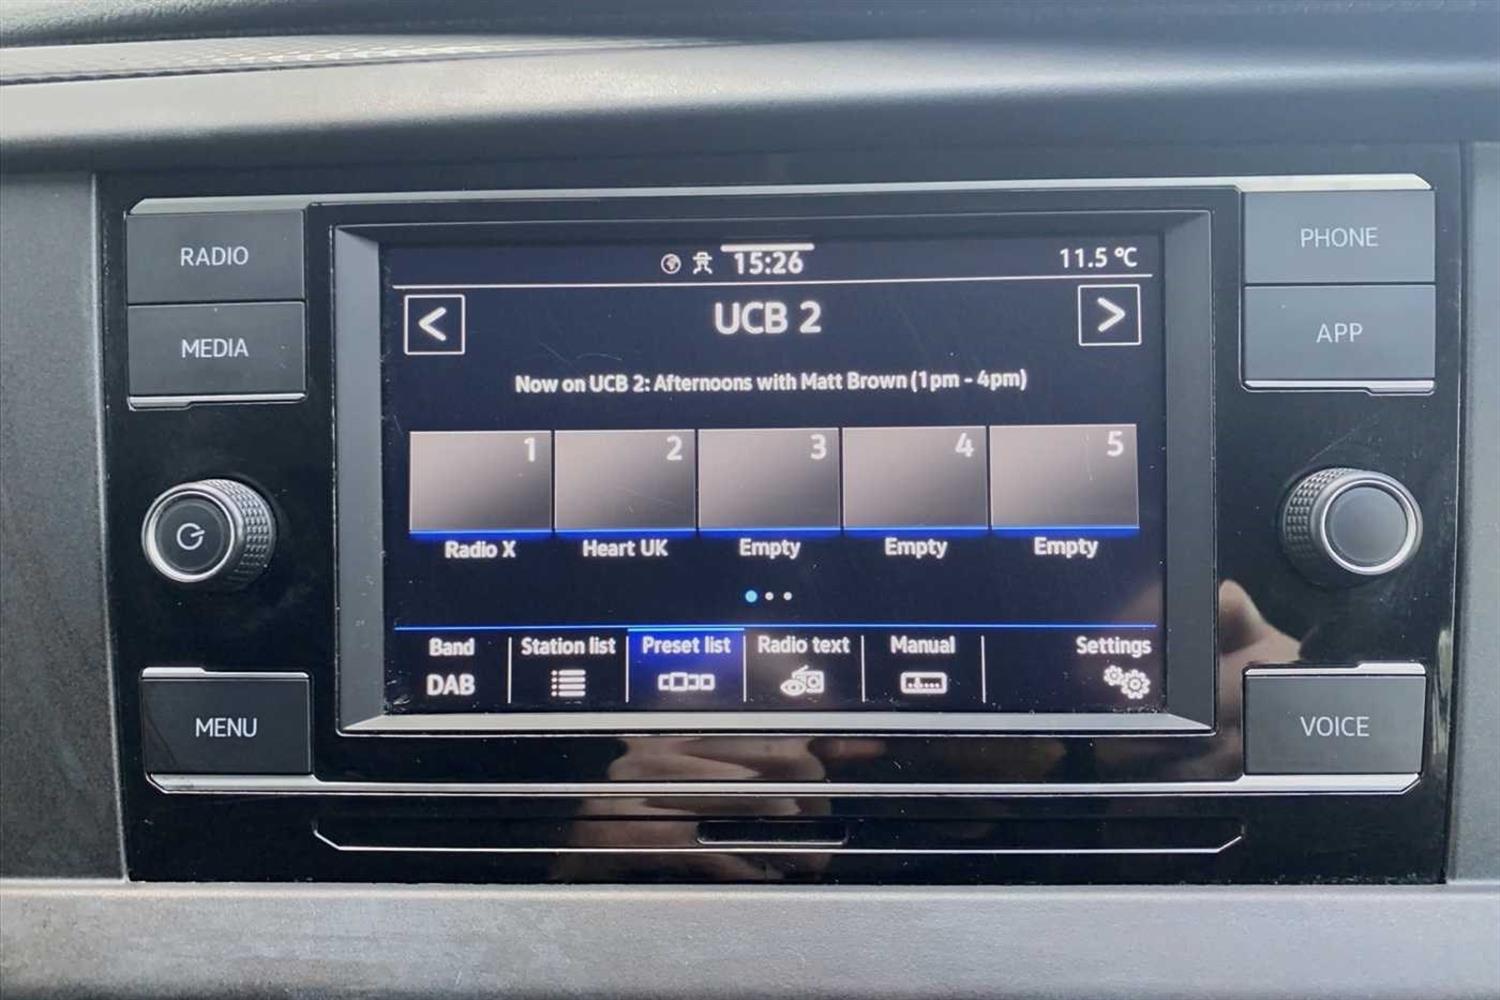 RADIO
MEDIA
MENU
15:26
11.5 °C
<
UCB 2
>
Now on UCB 2: Afternoons with Matt Brown (1pm - 4pm)
1 2 3 4 5
Radio X Heart UK Empty Empty Empty
Band Station list Preset list Radio text Manual Settings
DAB
PHONE
APP
VOICE